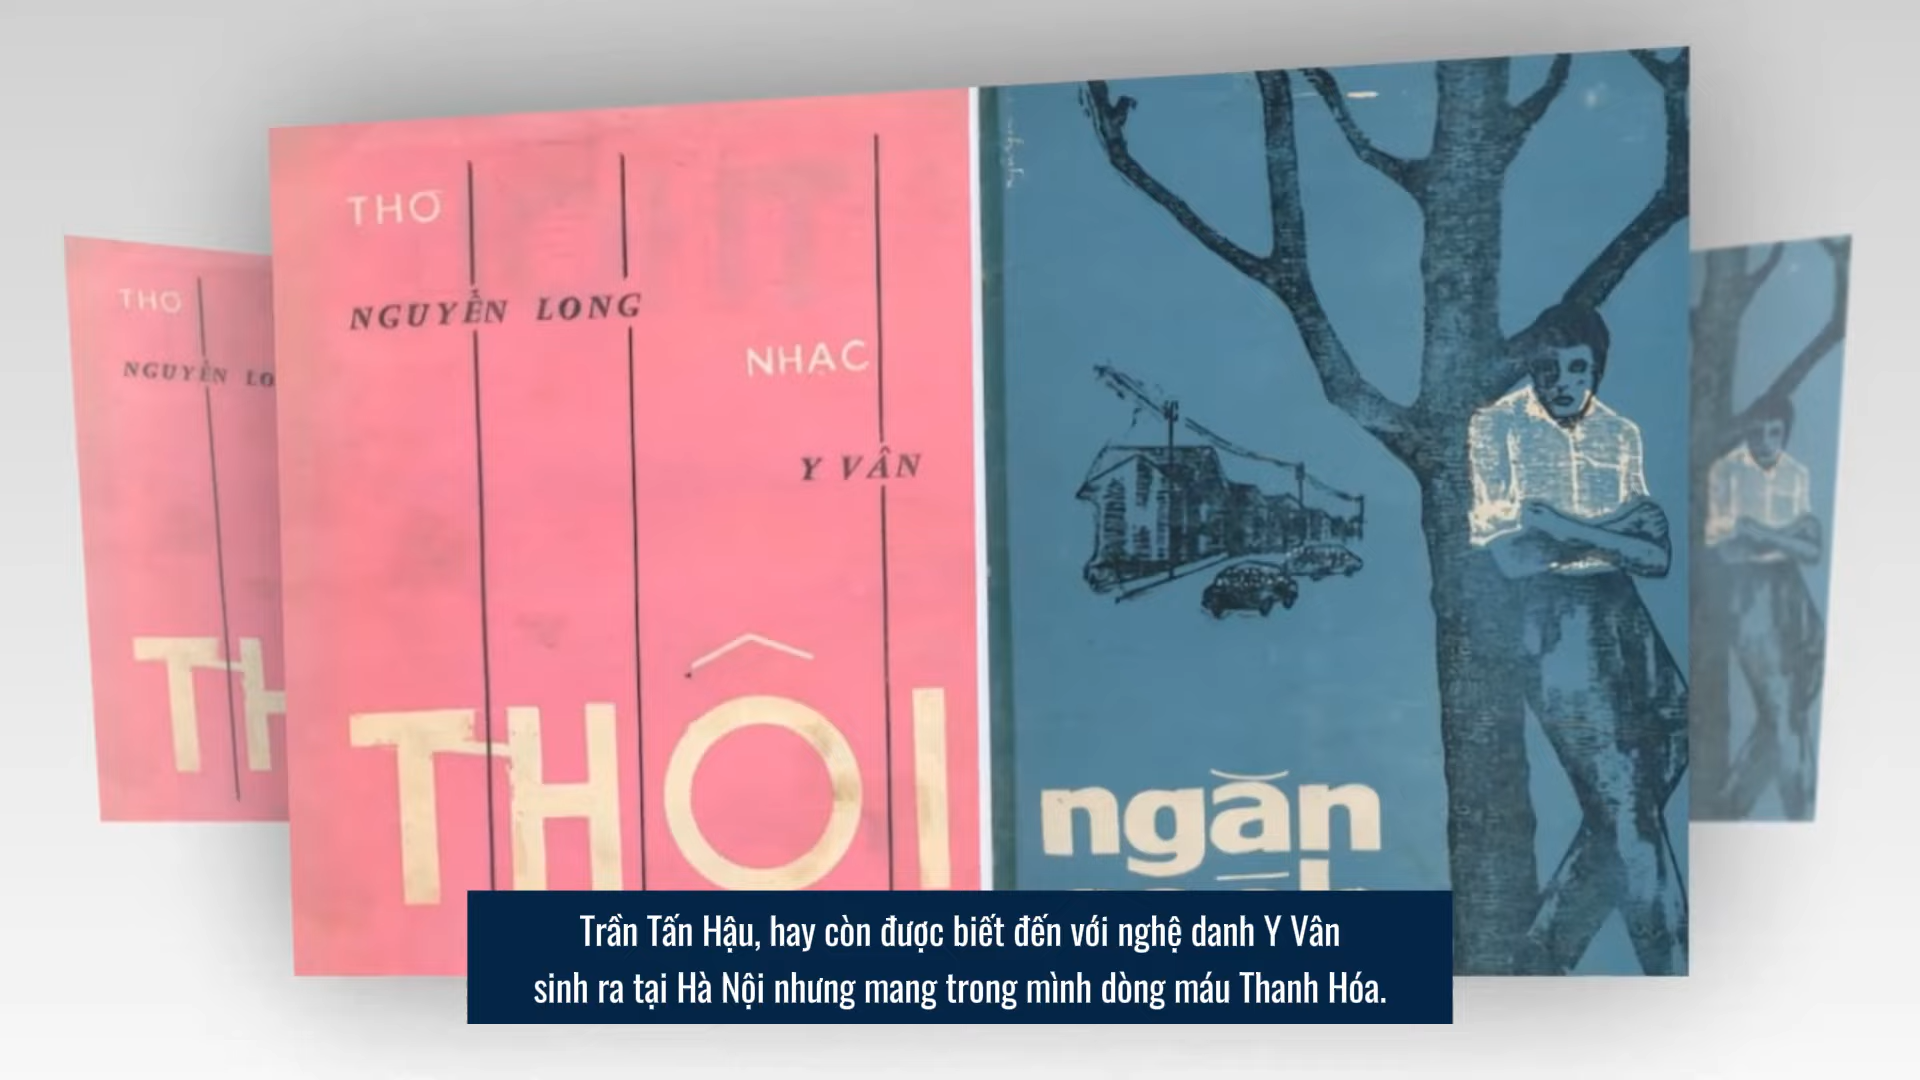 THƠ
NGUYỄN LONG
NHẠC
Y VÂN
THÔI
ngăn
THƠ
NGUYỄN LO
TH
Trần Tấn Hậu, hay còn được biết đến với nghệ danh Y Vân
sinh ra tại Hà Nội nhưng mang trong mình dòng máu Thanh Hóa.